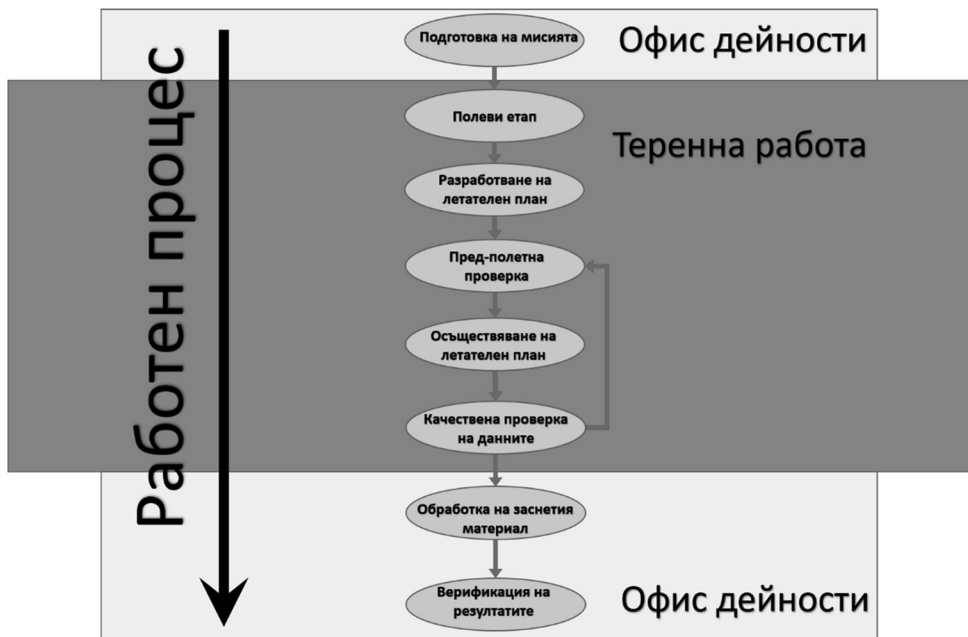 Работен процес
Подготовка на мисията
Офис дейности
Полеви етап
Теренна работа
Разработване на
летателен план
Пред-полетна
проверка
Осъществяване на
летателен план
Качествена проверка
на данните
Обработка на заснетия
материал
Верификация на
резултатите
Офис дейности